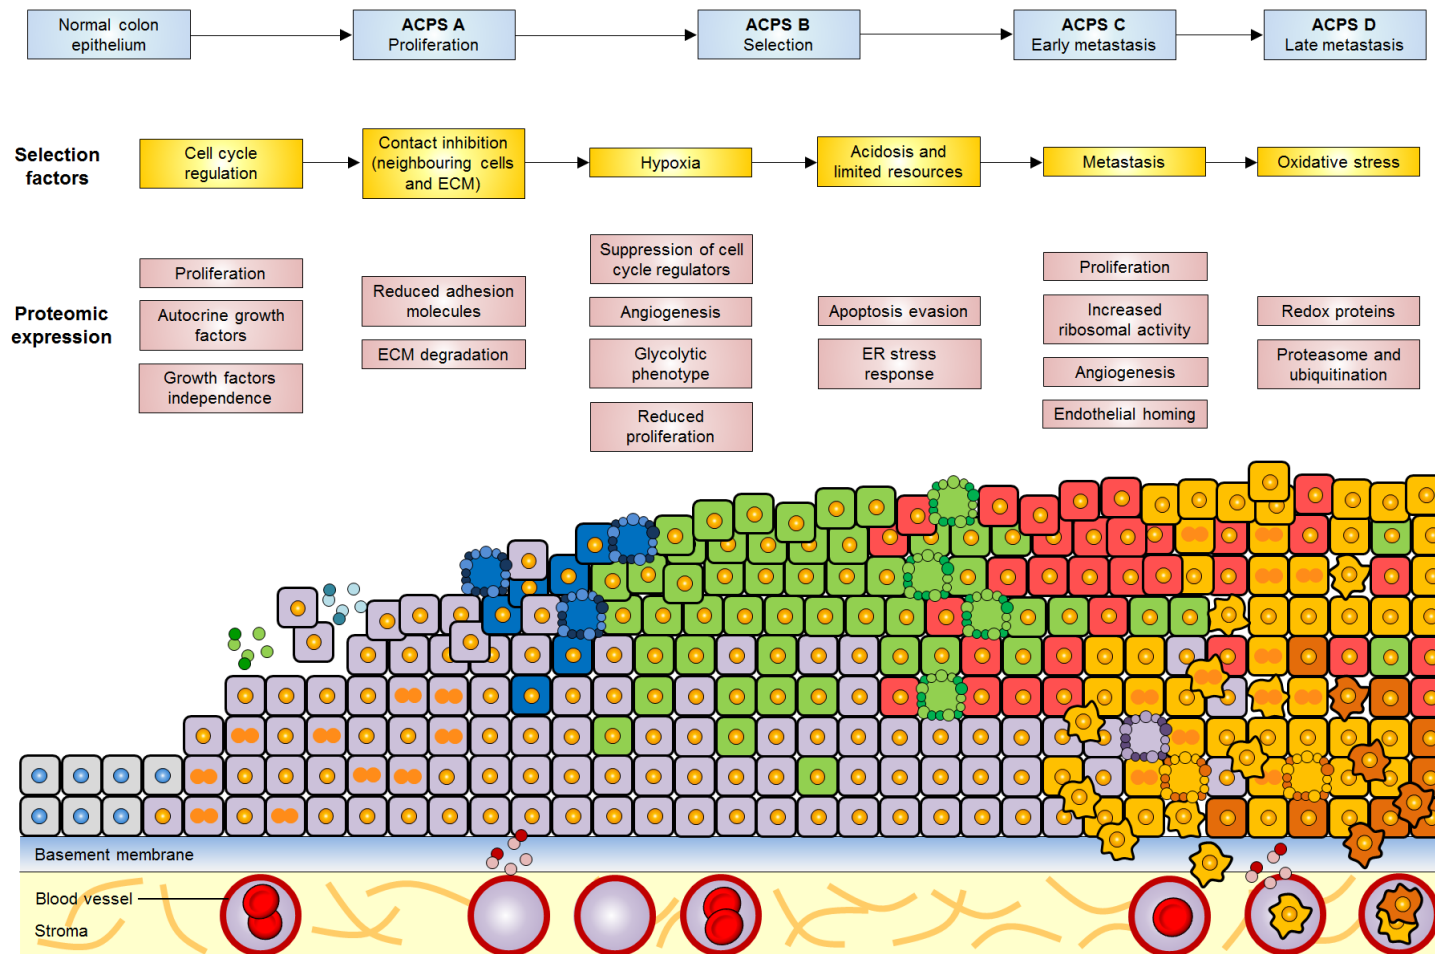 Normal colon
epithelium
ACPS A
Proliferation
ACPS B
Selection
ACPS C
Early metastasis
ACPS D
Late metastasis
Selection
factors
Cell cycle
regulation
Contact inhibition
(neighbouring cells
and ECM)
Hypoxia
Acidosis and
limited resources
Metastasis
Oxidative stress
Proteomic
expression
Proliferation
Autocrine growth
factors
Growth factors
independence
Reduced adhesion
molecules
ECM degradation
Suppression of cell
cycle regulators
Angiogenesis
Glycolytic
phenotype
Reduced
proliferation
Apoptosis evasion
ER stress
response
Proliferation
Increased
ribosomal activity
Angiogenesis
Endothelial homing
Redox proteins
Proteasome and
ubiquitination
Basement membrane
Blood vessel
Stroma